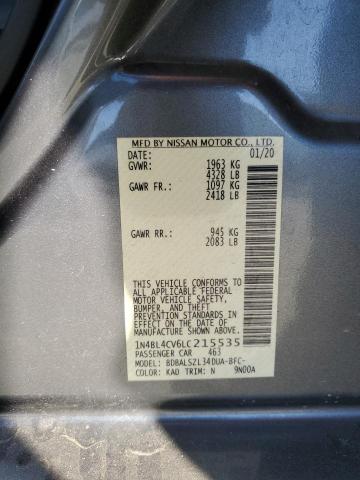 MFD BY NISSAN MOTOR CO., LTD.
DATE: 01/20
GVWR: 1963 KG
4328 LB
GAWR FR.: 1097 KG
2418 LB
GAWR RR.: 945 KG
2083 LB
THIS VEHICLE CONFORMS TO ALL
APPLICABLE FEDERAL MOTOR
VEHICLE SAFETY, BUMPER, AND THEFT
PREVENTION STANDARDS IN EFFECT
ON THE DATE OF MANUFACTURE
SHOWN ABOVE.
1N4BL4CV6LC215535
PASSENGER CAR 463
MODEL: BDBALSZL34DUA-BFC-
COLOR: KAD TRIM: N 9N00A